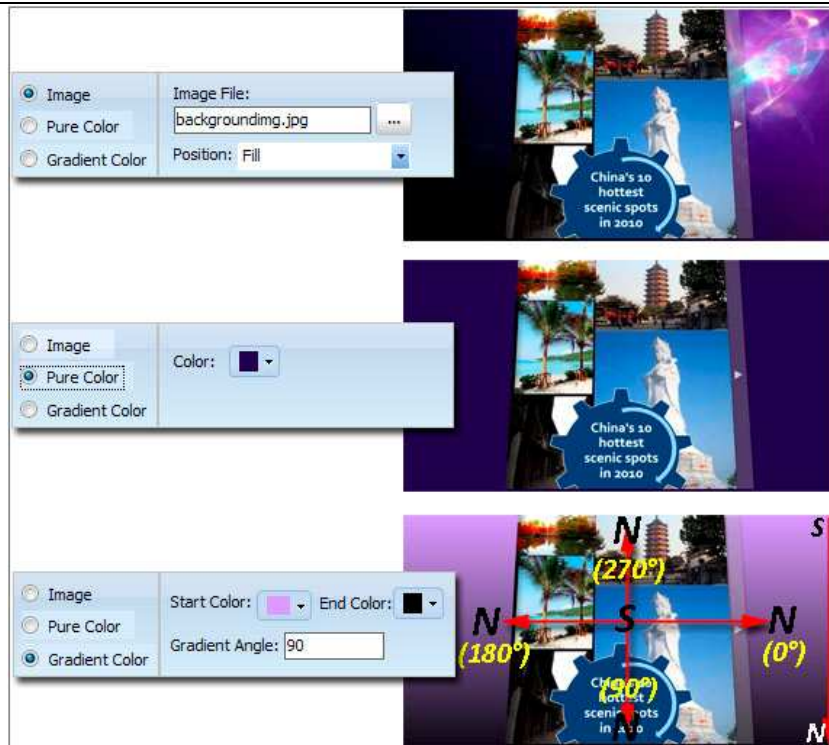 Image
Pure Color
Gradient Color
Image File:
backgroundimg.jpg
...
Position: Fill
China's 10
hottest
scenic spots
in 2010
Image
Pure Color
Gradient Color
Color:
China's 10
hottest
scenic spots
in 2010
Image
Pure Color
Gradient Color
Start Color:
End Color:
Gradient Angle: 90
N
(270°)
S
N
(180°)
S
N
(0°)
(90°)
N
N